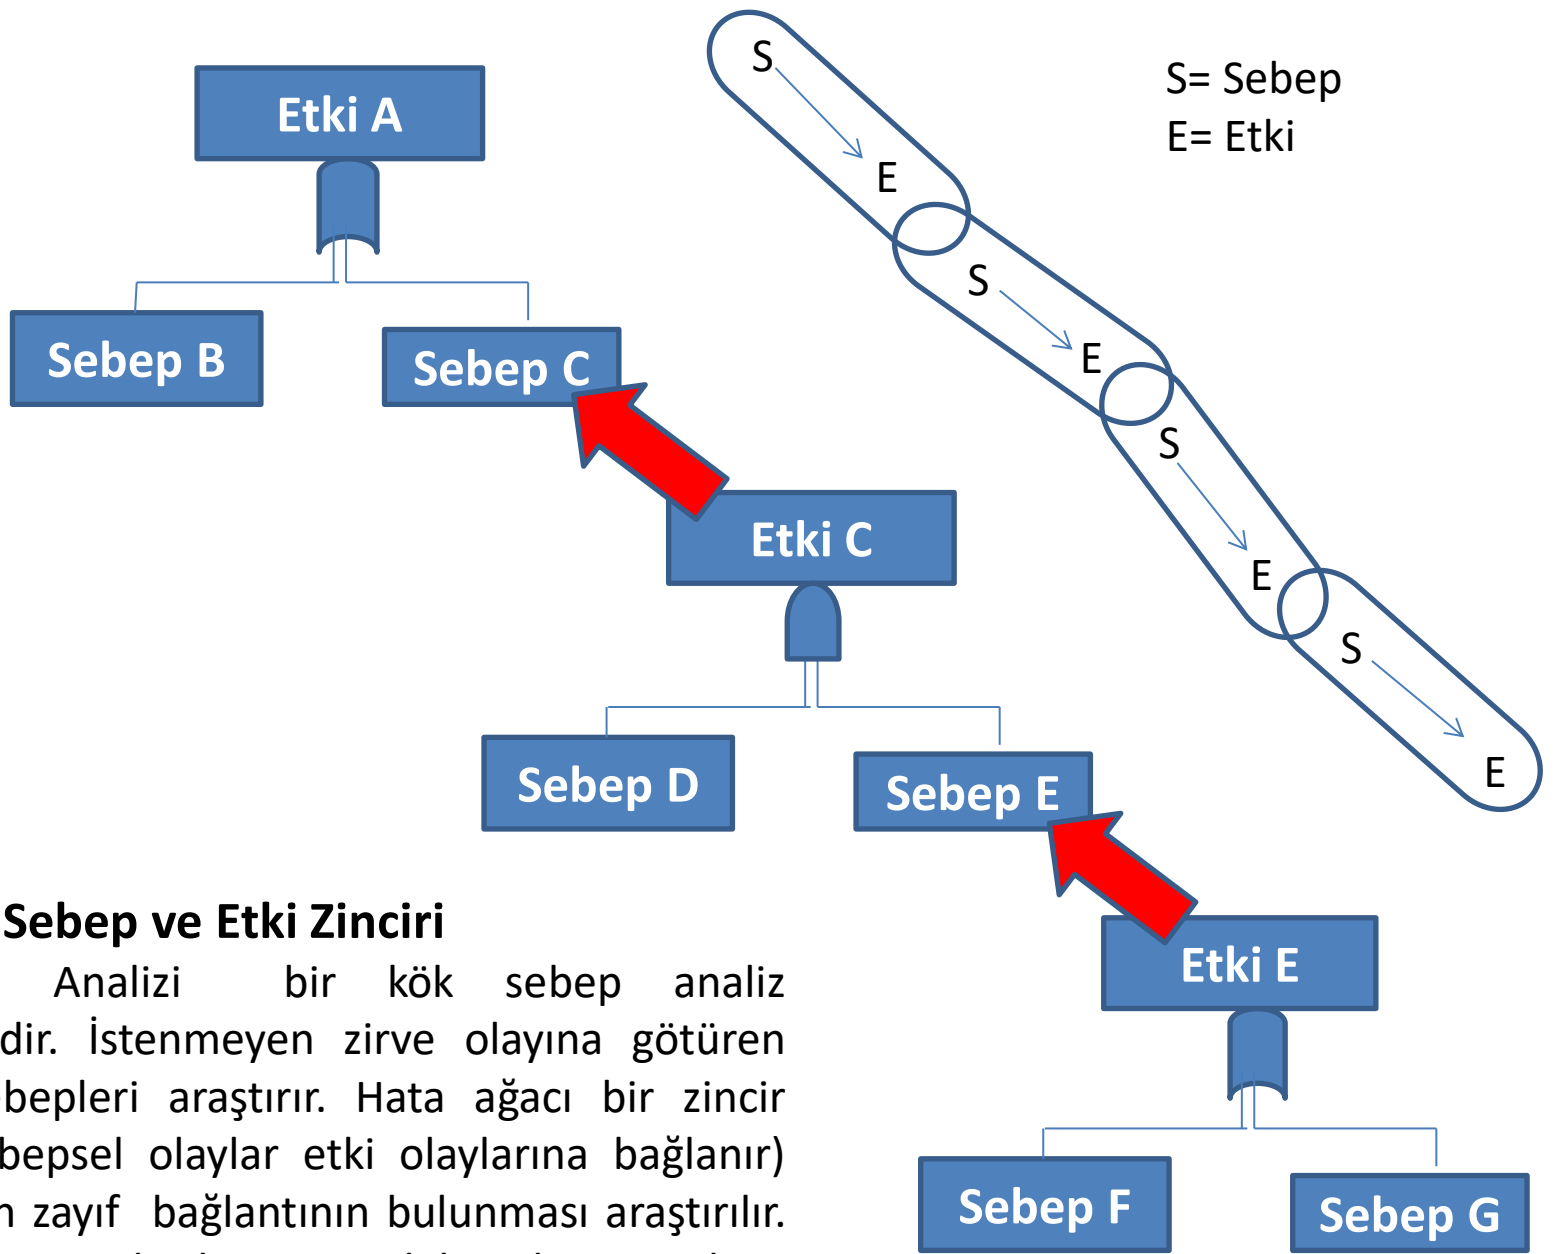 S
E
S= Sebep
E= Etki
Etki A
Sebep B
Sebep C
S
E
S
E
Etki C
S
E
Sebep D
Sebep E
Etki E
Sebep F
Sebep G
Sebep ve Etki Zinciri
Analizi bir kök sebep analiz
dir. İstenmeyen zirve olayına götüren
bepleri araştırır. Hata ağacı bir zincir
bepsel olaylar etki olaylarına bağlanır)
n zayıf bağlantının bulunması araştırılır.